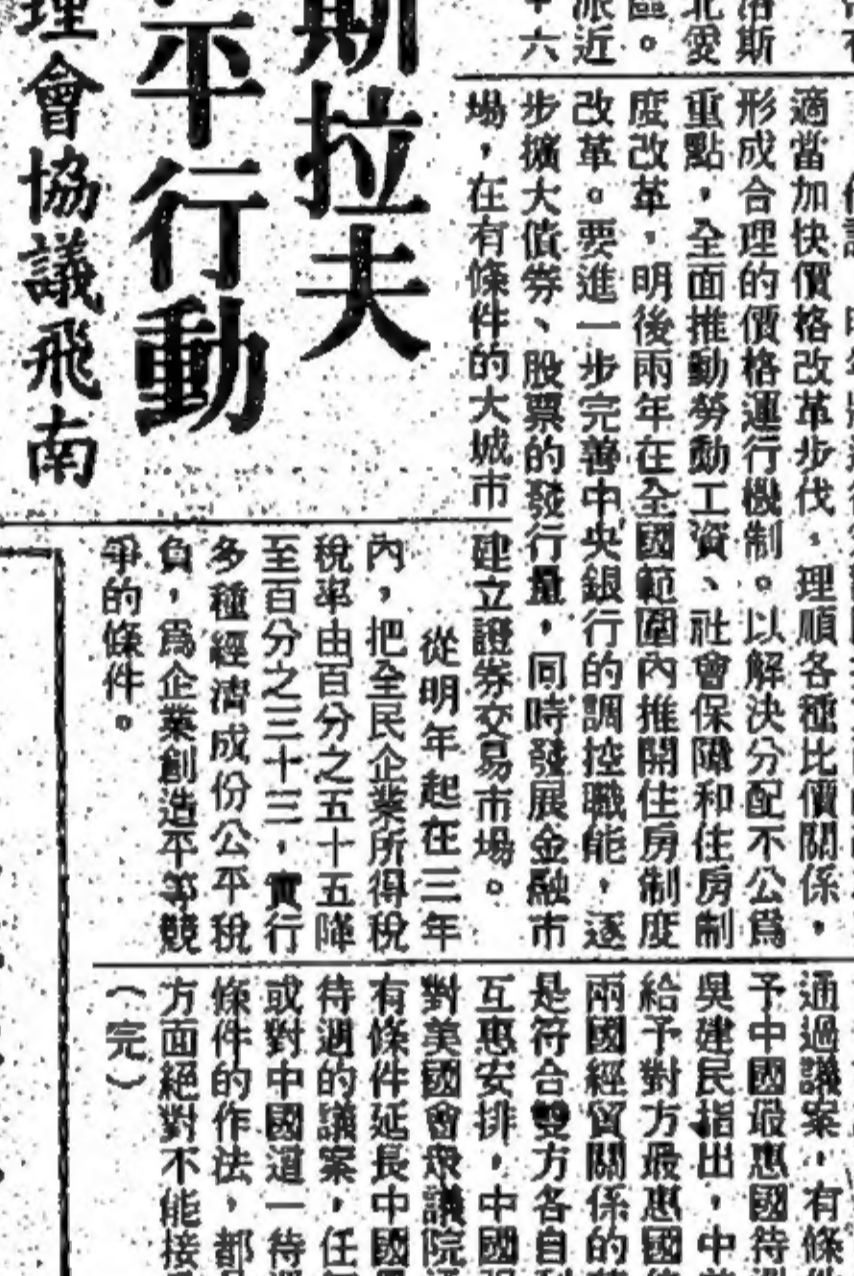 洛斯
北愛
區。
派近
十六
適當加快價格改革步伐，理順各種比價關係，
形成合理的價格運行機制。以解決分配不公爲
重點，全面推動勞動工資、社會保障和住房制
度改革，明後兩年在全國範圍內推開住房制度
改革。要進一步完善中央銀行的調控職能，逐
步擴大債券、股票的發行量，同時發展金融市
場，在有條件的大城市建立證券交易市場。
從明年起在三年
內，把全民企業所得稅
稅率由百分之五十五降
至百分之三十三，實行
多種經濟成份公平稅
負，爲企業創造平等競
爭的條件。
通過議案，有條件
予中國最惠國待遇
吳建民指出，中
給予對方最惠國
兩國經貿關係的
是符合雙方各自
互惠安排，中國
對美國會衆議院
有條件延長中國
待遇的議案，任
或對中國這一待
條件的作法，都
方面絕對不能接
（完）
斯拉夫
平行動
理會協議飛南